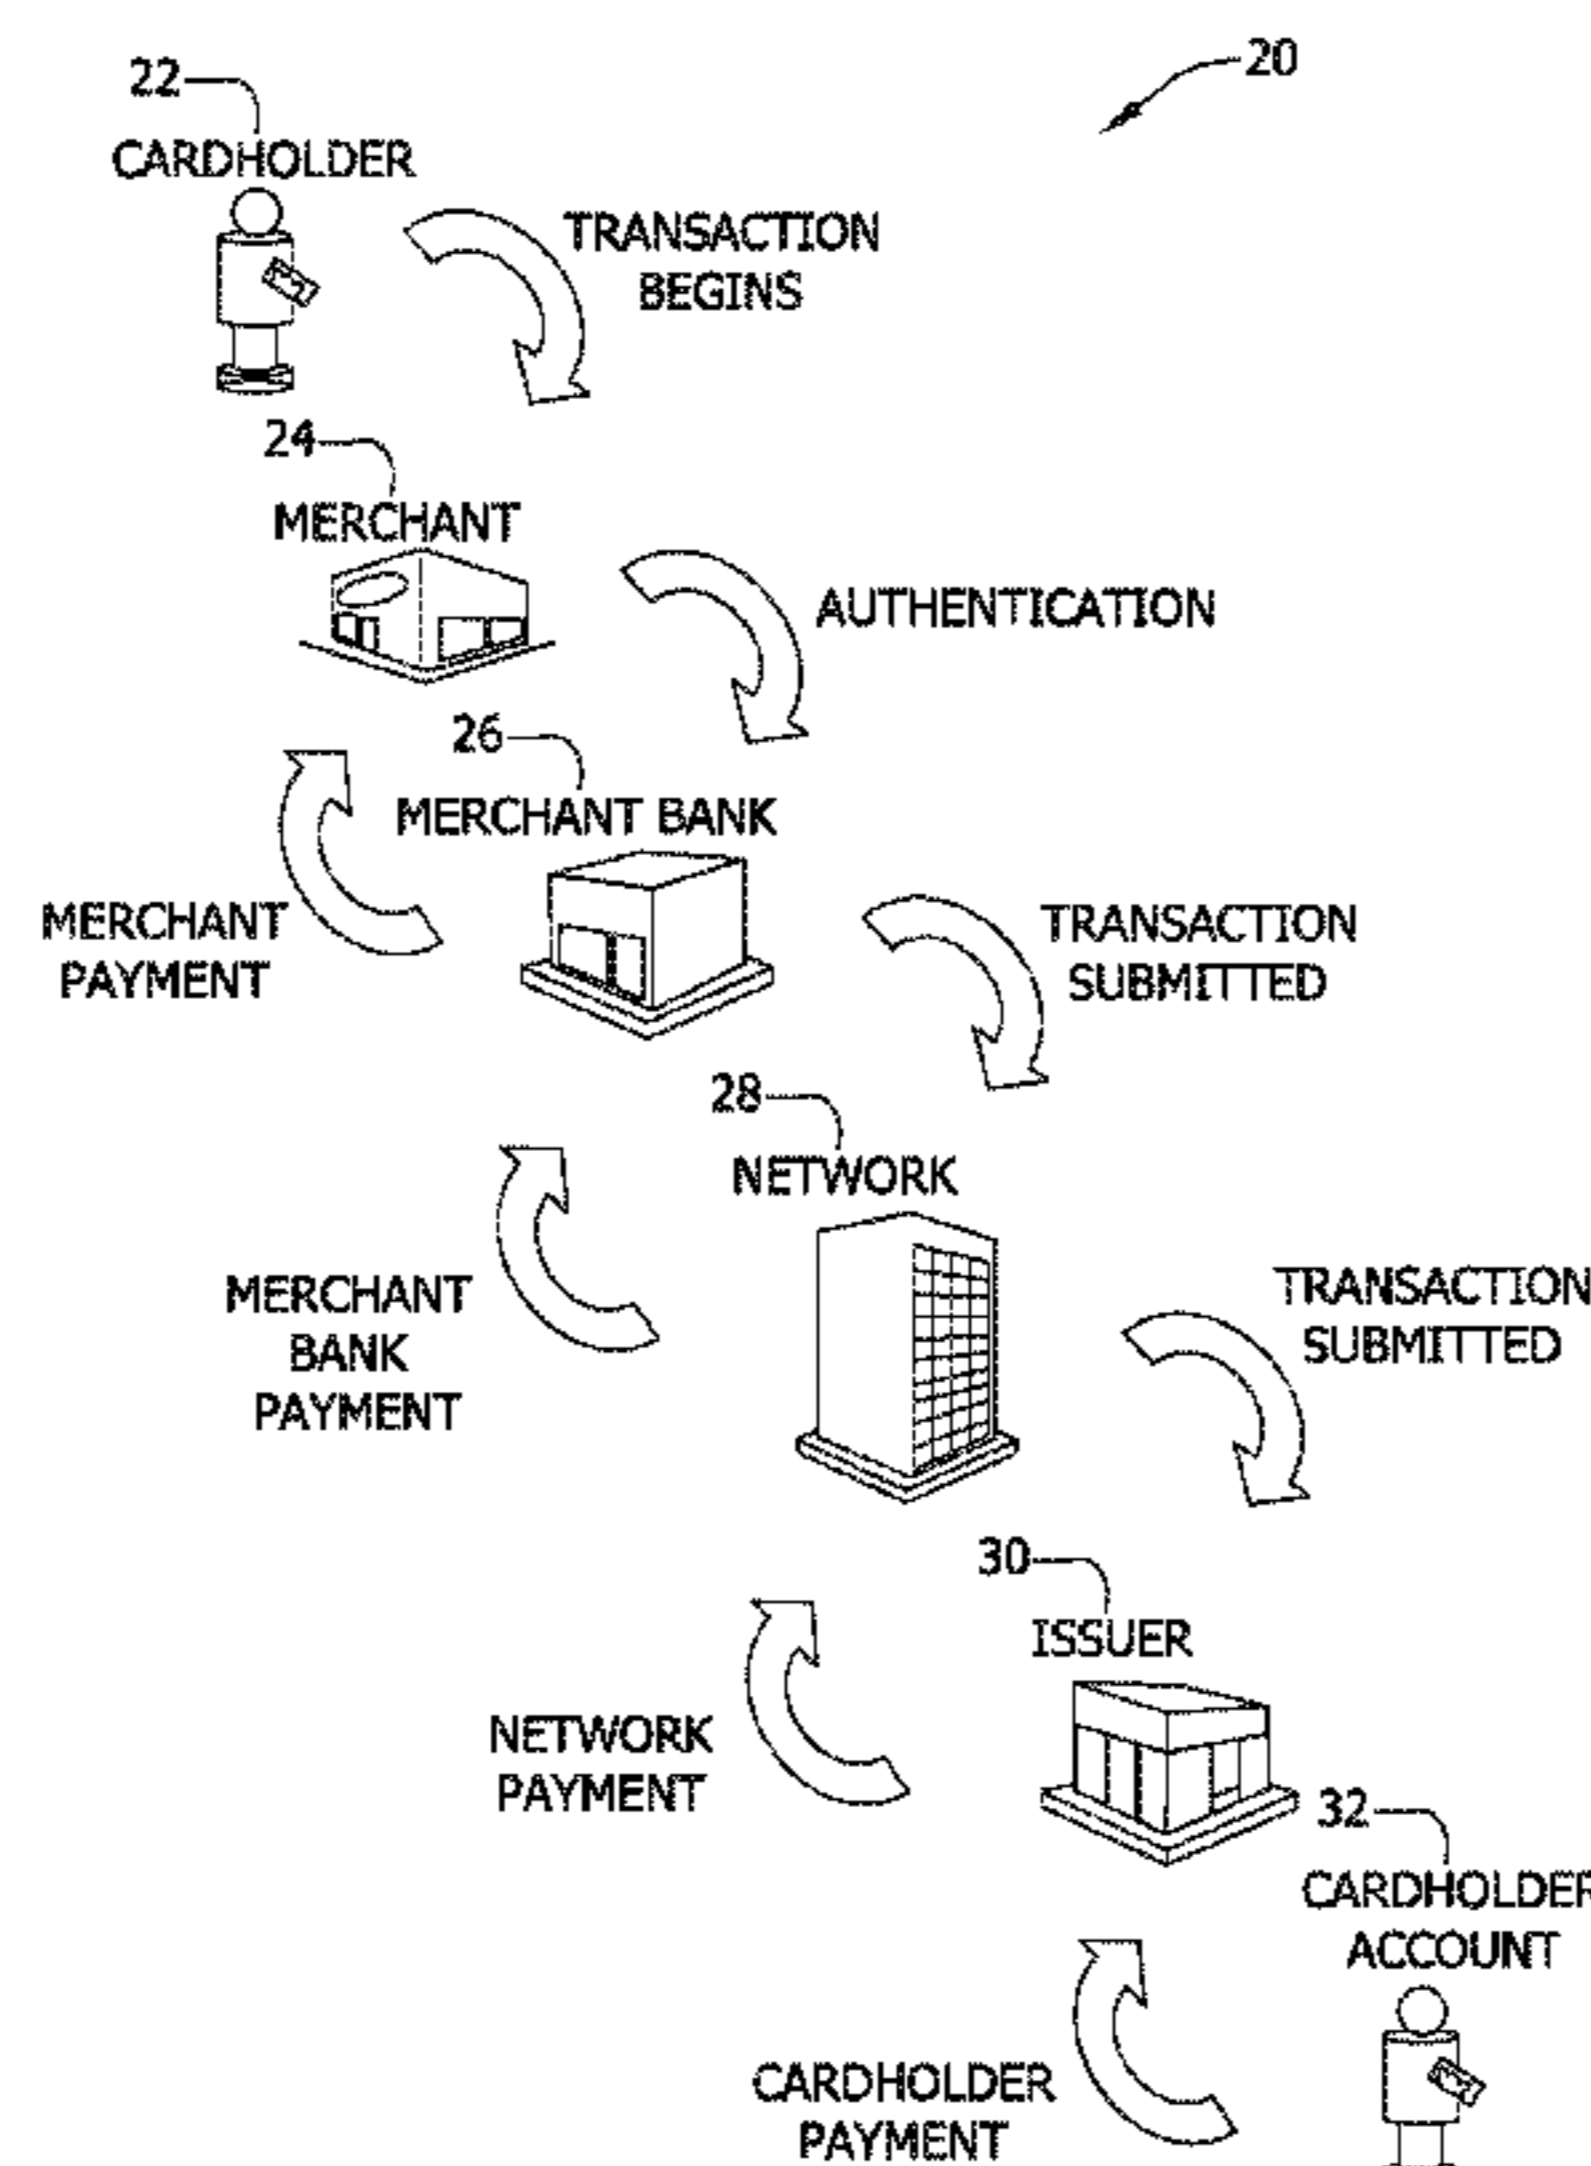 20
22
CARDHOLDER
TRANSACTION
BEGINS
24
MERCHANT
AUTHENTICATION
26
MERCHANT BANK
MERCHANT
PAYMENT
TRANSACTION
SUBMITTED
28
NETWORK
MERCHANT
BANK
PAYMENT
TRANSACTION
SUBMITTED
30
ISSUER
NETWORK
PAYMENT
32
CARDHOLDER
ACCOUNT
CARDHOLDER
PAYMENT